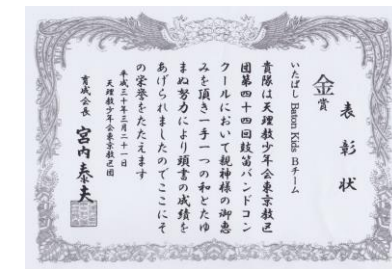 表彰状
金賞
いたばし Baton Kids Bチーム
貴隊は天理教少年会東京教区
団第四十四回鼓笛バンドコン
クールにおいて親神様の御恵
みを頂き一手一つの和とたゆ
まぬ努力により頭書の成績を
あげられましたのでここにそ
の栄誉をたたえます
平成三十年三月二十一日
天理教少年会東京教区団
育成会長 宮内泰夫